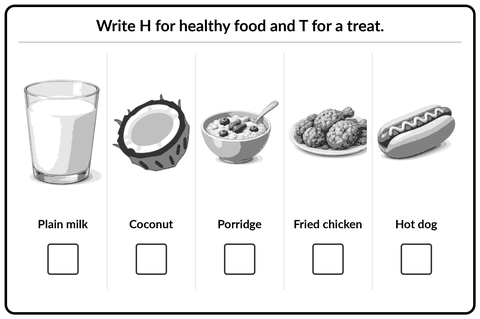 Write H for healthy food and T for a treat.
Plain milk
Coconut
Porridge
Fried chicken
Hot dog